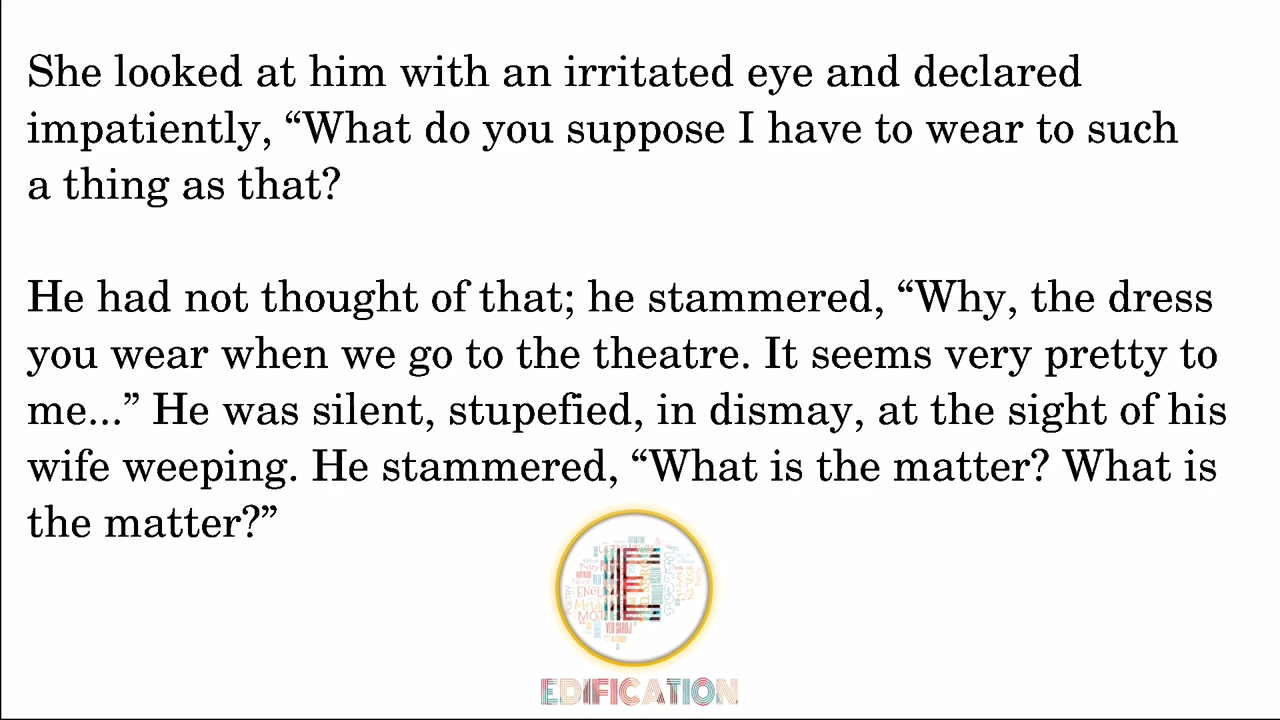 She looked at him with an irritated eye and declared
impatiently, “What do you suppose I have to wear to such
a thing as that?
He had not thought of that; he stammered, “Why, the dress
you wear when we go to the theatre. It seems very pretty to
me...” He was silent, stupefied, in dismay, at the sight of his
wife weeping. He stammered, “What is the matter? What is
the matter?”
EDIFICATION